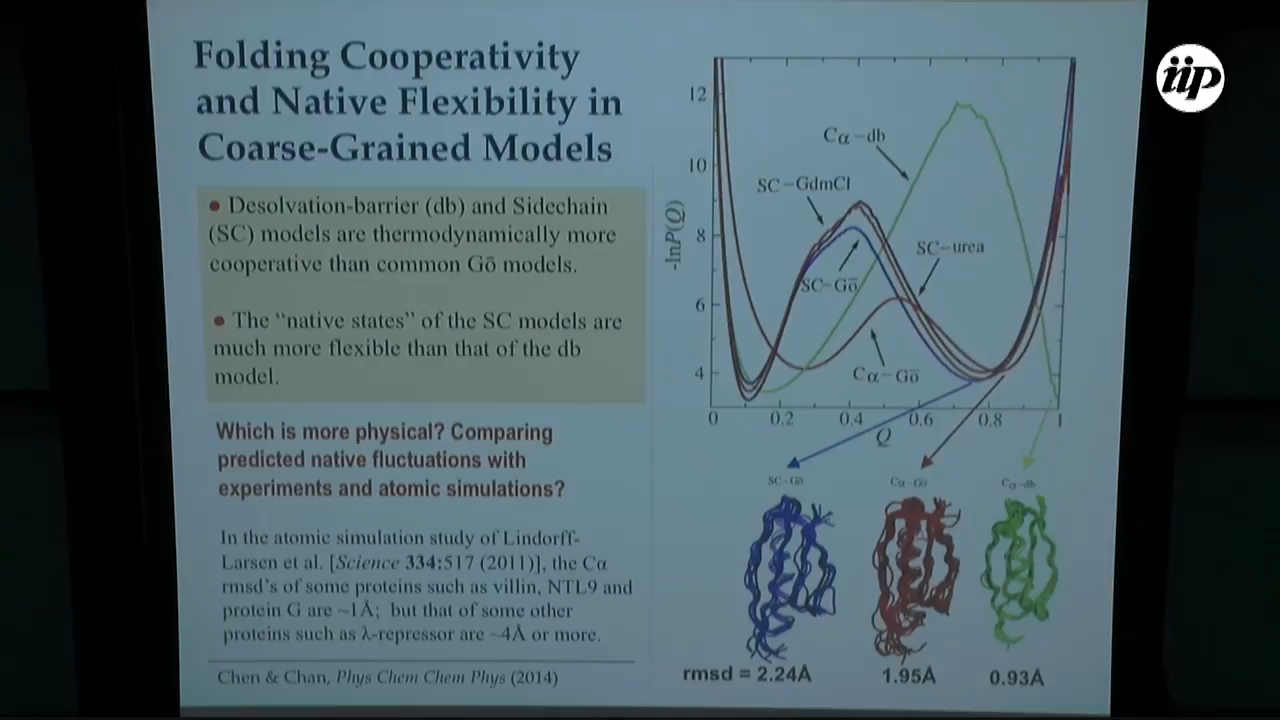 Folding Cooperativity
and Native Flexibility in
Coarse-Grained Models
• Desolvation-barrier (db) and Sidechain
(SC) models are thermodynamically more
cooperative than common Gō models.
• The “native states” of the SC models are
much more flexible than that of the db
model.
Which is more physical? Comparing
predicted native fluctuations with
experiments and atomic simulations?
In the atomic simulation study of Lindorff-
Larsen et al. [Science 334:517 (2011)], the Cα
rmsd's of some proteins such as villin, NTL9 and
protein G are ~1Å; but that of some other
proteins such as λ-repressor are ~4Å or more.
Chen & Chan, Phys Chem Chem Phys (2014)
iip
12
10
8
6
4
-lnP(Q)
Cα-db
SC-GdmCl
SC-urea
SC-Gō
Cα-Gō
0 0.2 0.4 0.6 0.8 1
Q
SC-Gō Cα-Gō Cα-db
rmsd = 2.24Å 1.95Å 0.93Å